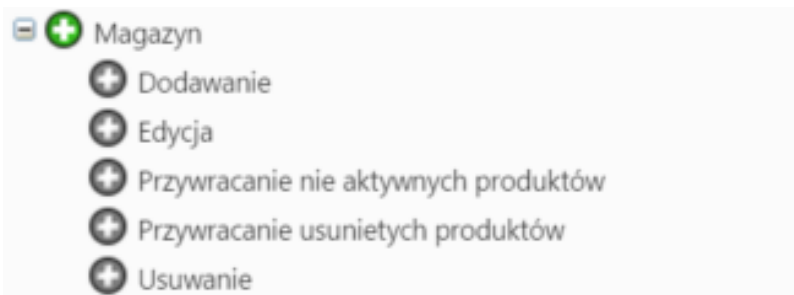 Magazyn
Dodawanie
Edycja
Przywracanie nie aktywnych produktów
Przywracanie usunietych produktów
Usuwanie